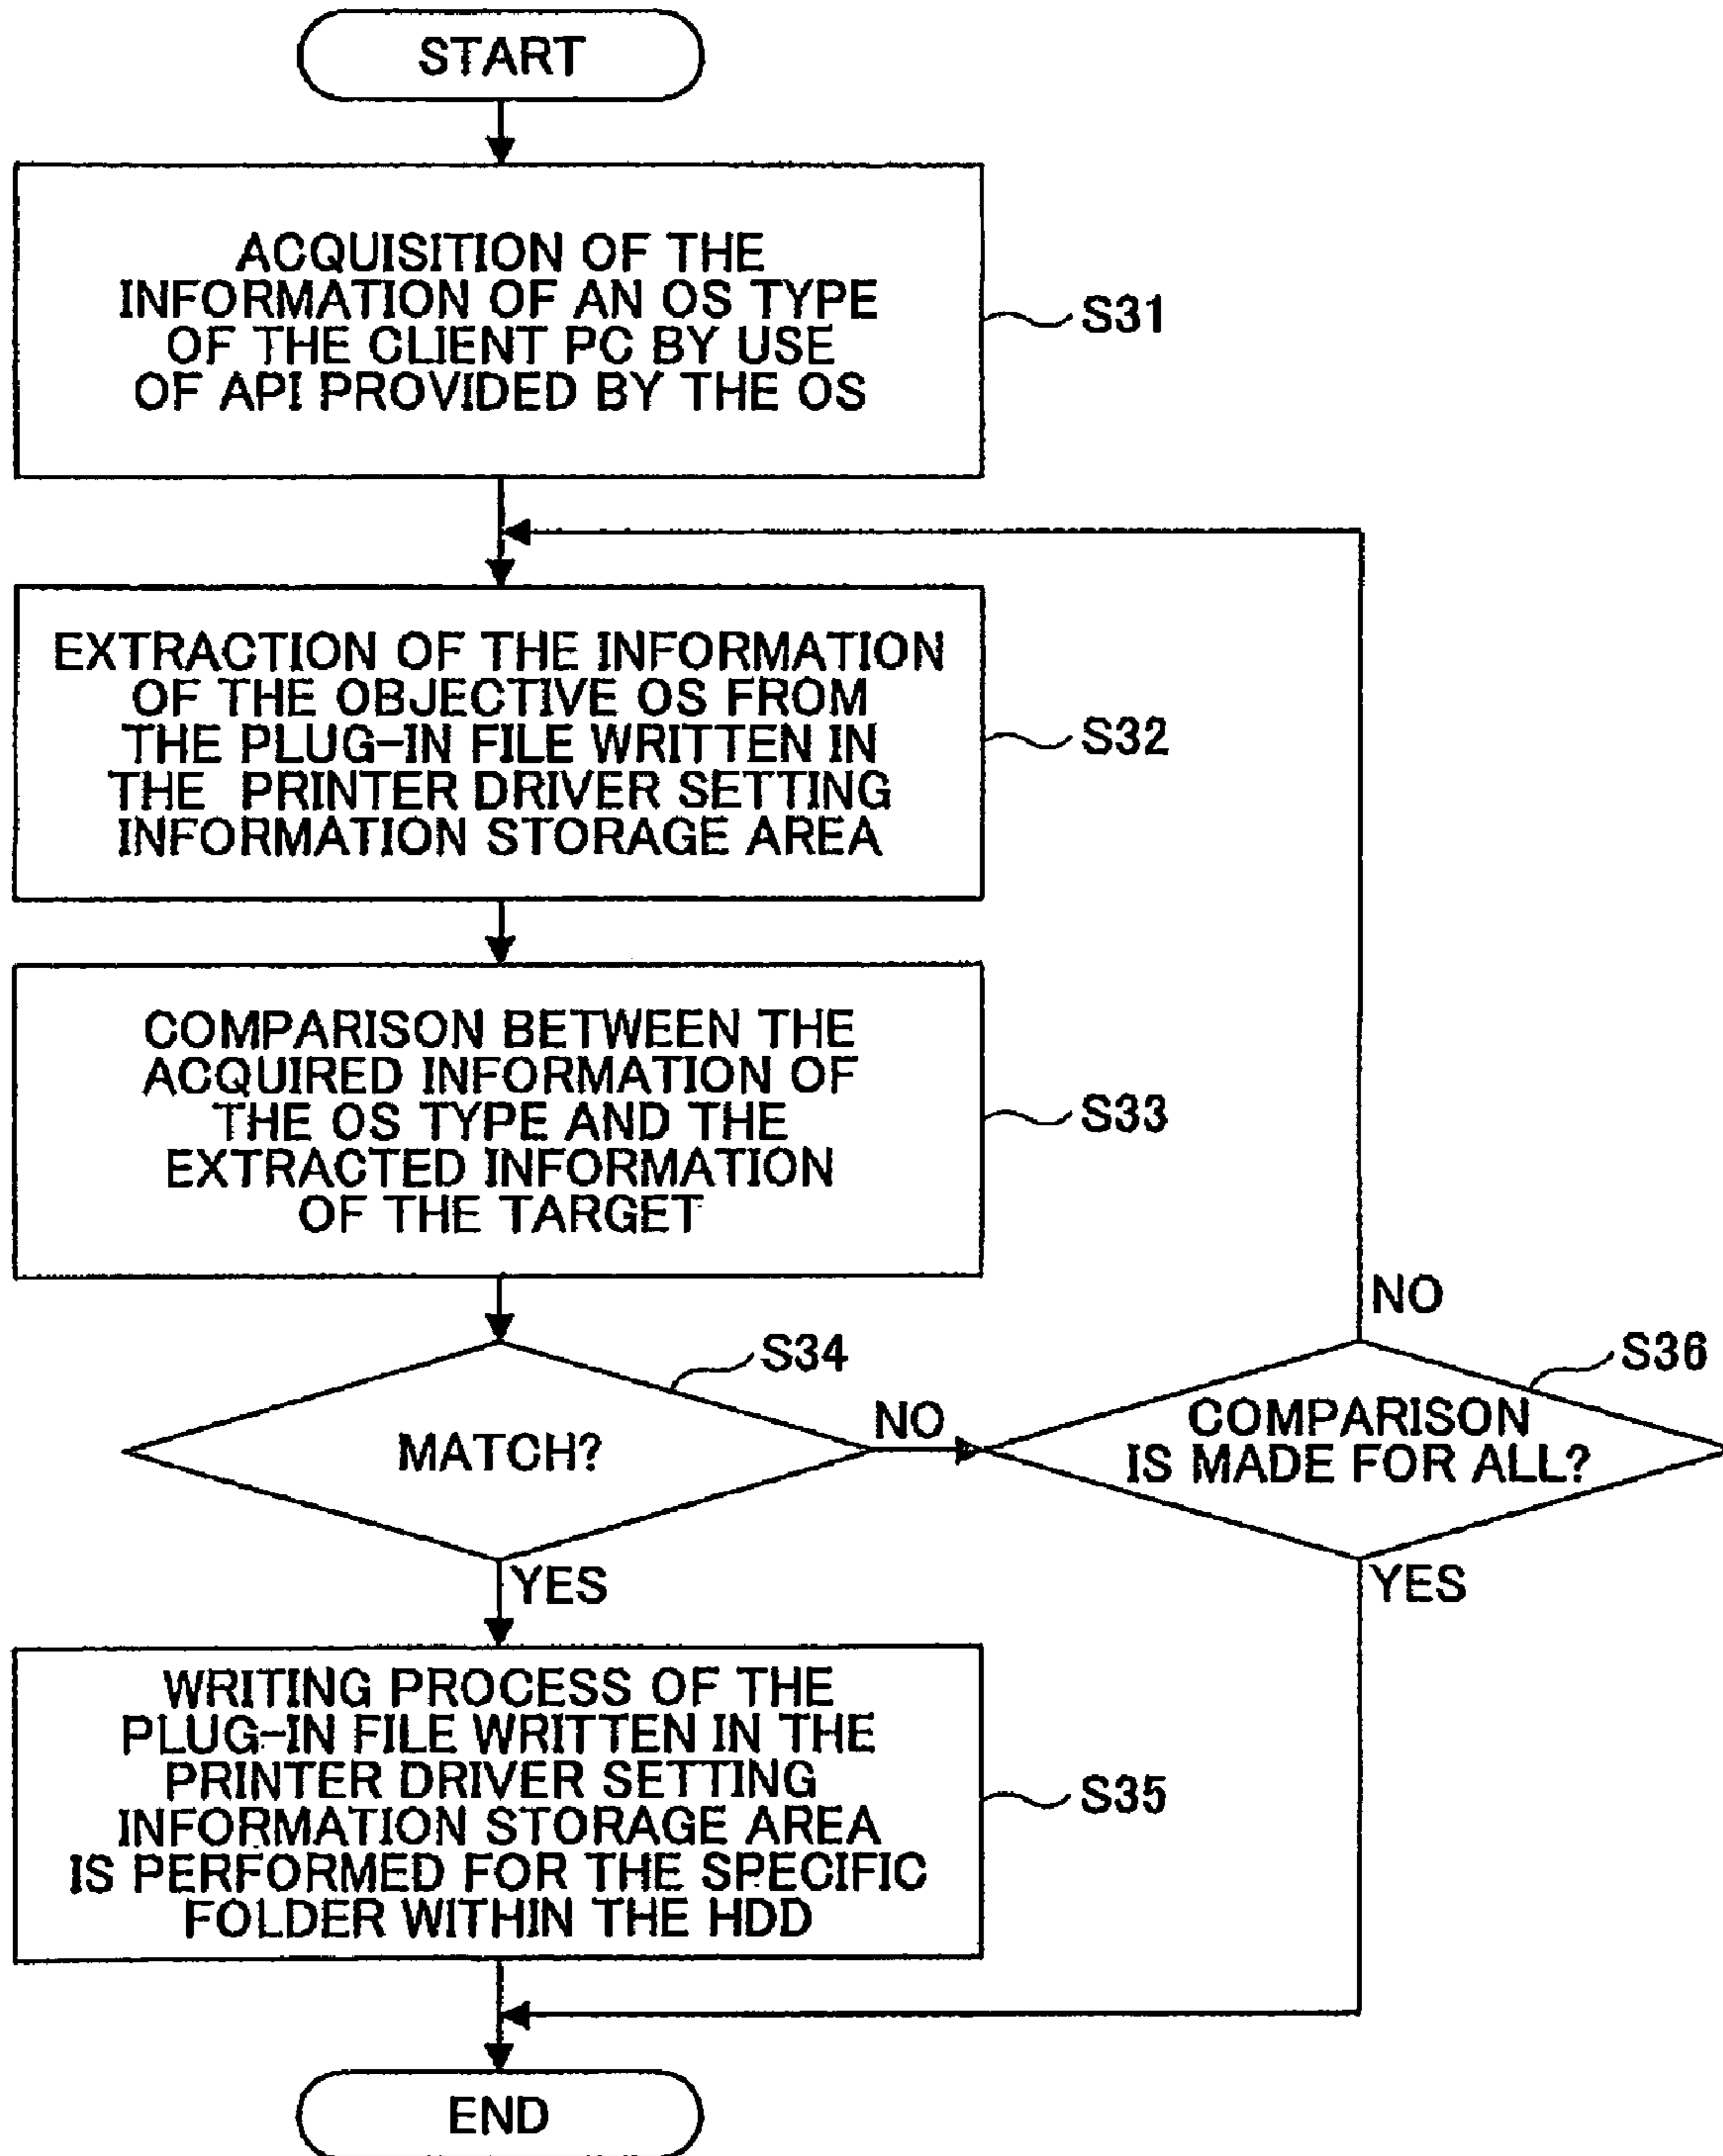 START
ACQUISITION OF THE
INFORMATION OF AN OS TYPE
OF THE CLIENT PC BY USE
OF API PROVIDED BY THE OS
S31
EXTRACTION OF THE INFORMATION
OF THE OBJECTIVE OS FROM
THE PLUG-IN FILE WRITTEN IN
THE PRINTER DRIVER SETTING
INFORMATION STORAGE AREA
S32
COMPARISON BETWEEN THE
ACQUIRED INFORMATION OF
THE OS TYPE AND THE
EXTRACTED INFORMATION
OF THE TARGET
S33
MATCH?
S34
NO
YES
COMPARISON
IS MADE FOR ALL?
S36
NO
YES
WRITING PROCESS OF THE
PLUG-IN FILE WRITTEN IN THE
PRINTER DRIVER SETTING
INFORMATION STORAGE AREA
IS PERFORMED FOR THE SPECIFIC
FOLDER WITHIN THE HDD
S35
END